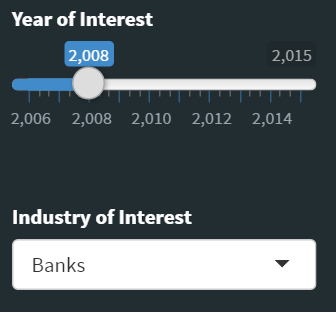 Year of Interest
2,008 2,015
2,006 2,008 2,010 2,012 2,014
Industry of Interest
Banks